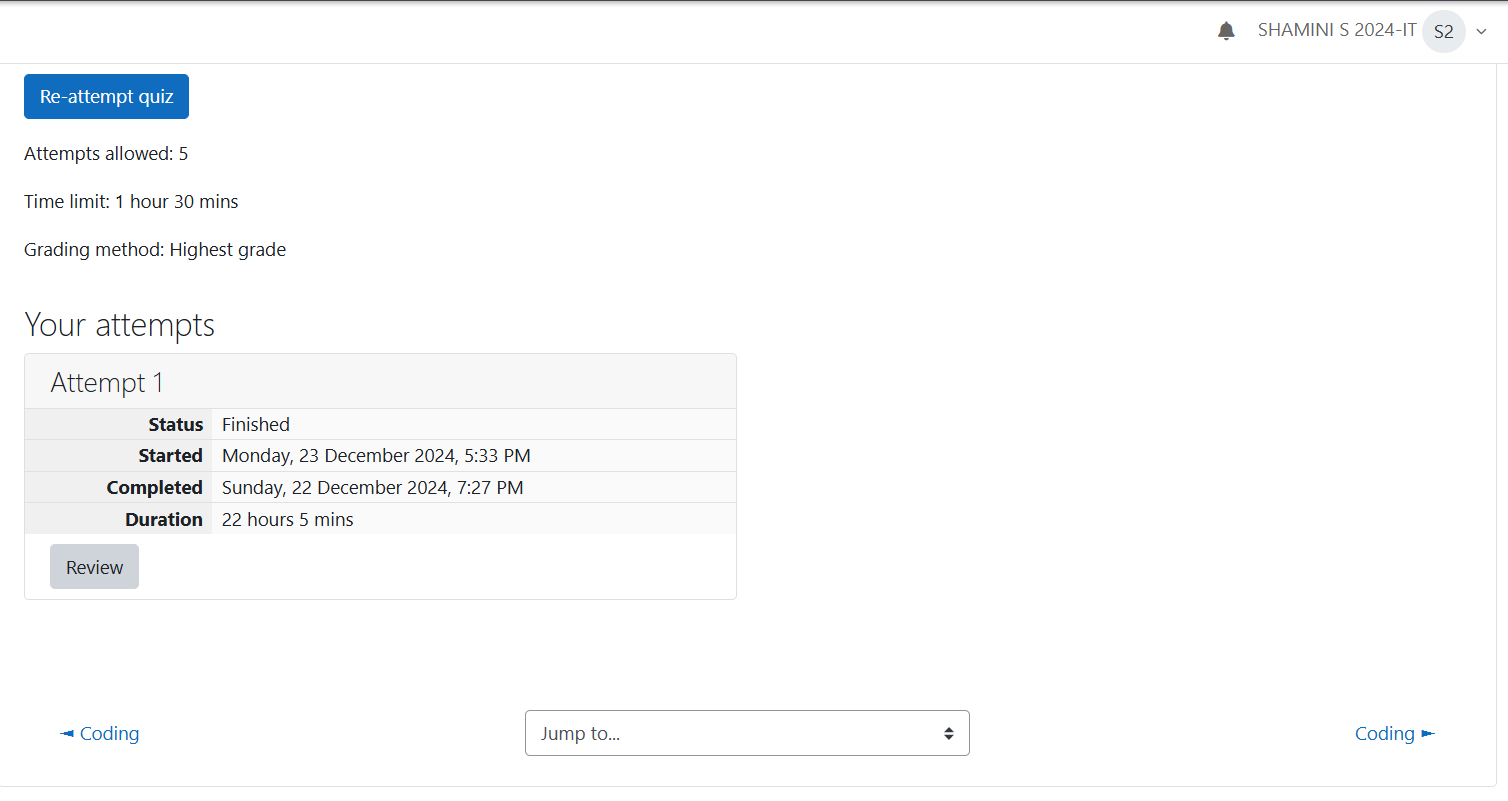 SHAMINI S 2024-IT S2
Re-attempt quiz
Attempts allowed: 5
Time limit: 1 hour 30 mins
Grading method: Highest grade
Your attempts
Attempt 1
Status Finished
Started Monday, 23 December 2024, 5:33 PM
Completed Sunday, 22 December 2024, 7:27 PM
Duration 22 hours 5 mins
Review
◄ Coding Jump to... Coding ►